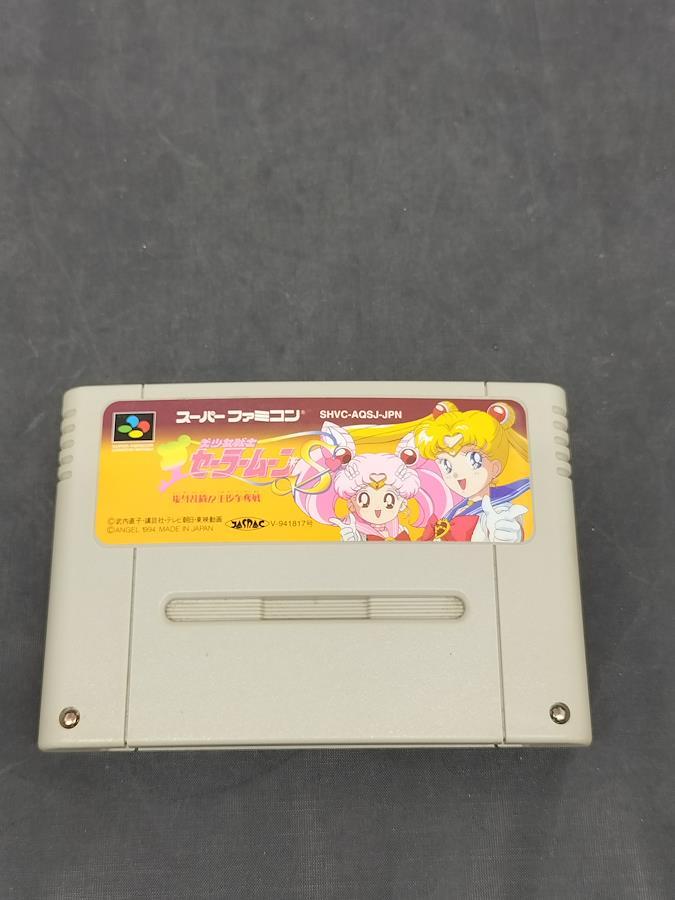 スーパーファミコン® SHVC-AQSJ-JPN
美少女戦士
セーラームーンS
©武内直子・講談社・テレビ朝日・東映動画
©ANGEL 1994 MADE IN JAPAN
JASRAC V-941817号